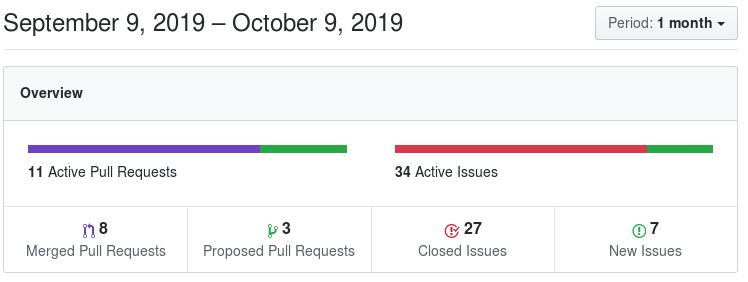 September 9, 2019 – October 9, 2019
Period: 1 month
Overview
11 Active Pull Requests
34 Active Issues
8
Merged Pull Requests
3
Proposed Pull Requests
27
Closed Issues
7
New Issues